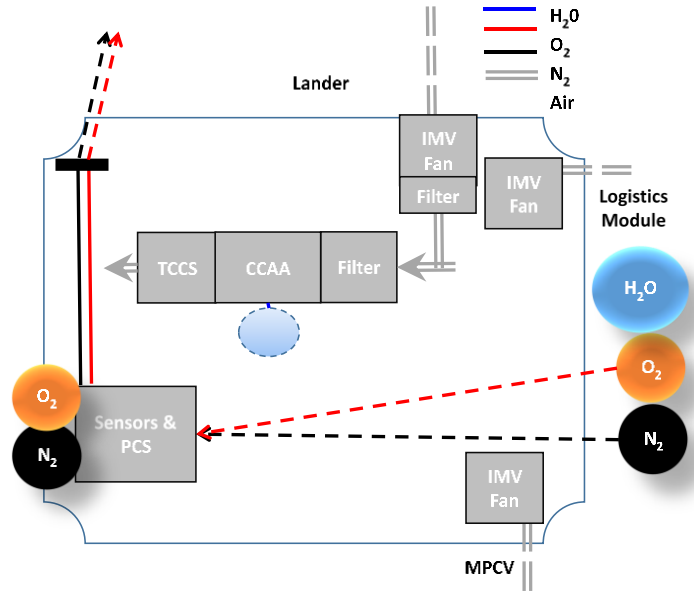 H₂0
O₂
N₂
Air
Lander
IMV
Fan
Filter
IMV
Fan
Logistics
Module
TCCS
CCAA
Filter
H₂O
O₂
N₂
O₂
N₂
Sensors &
PCS
IMV
Fan
MPCV